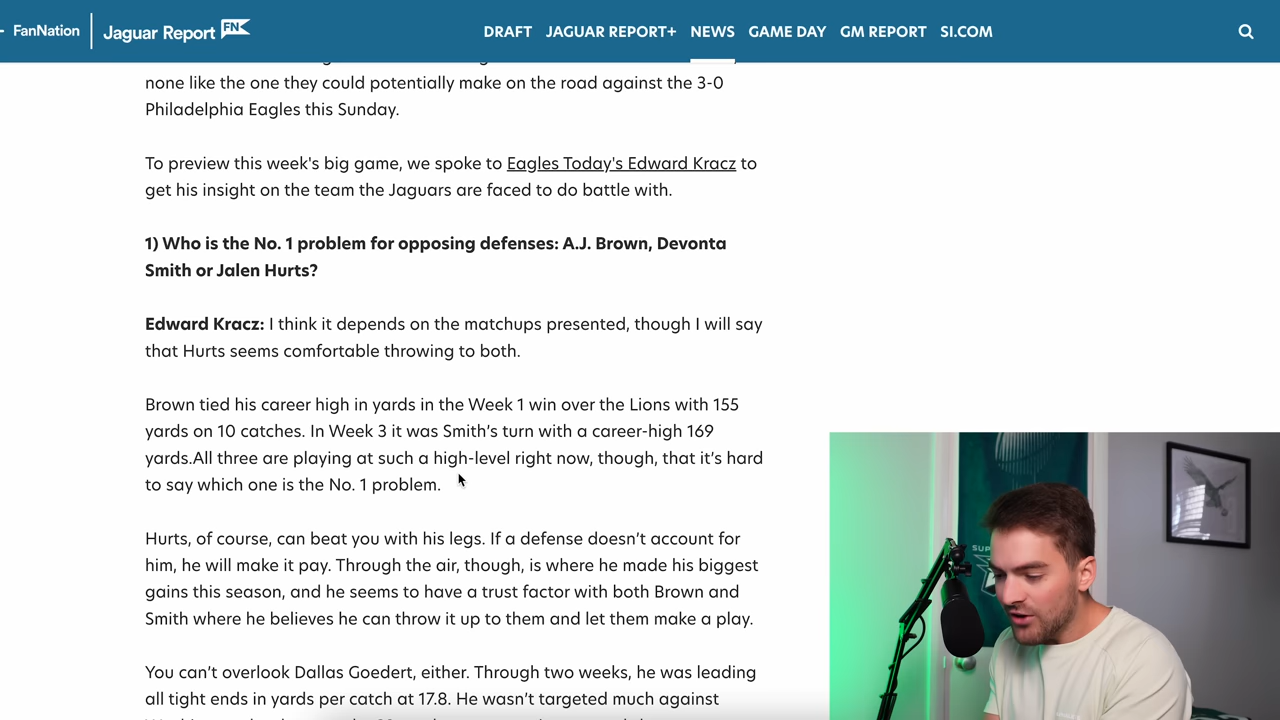 FanNation
Jaguar Report FN
DRAFT JAGUAR REPORT+ NEWS GAME DAY GM REPORT SI.COM
none like the one they could potentially make on the road against the 3-0
Philadelphia Eagles this Sunday.
To preview this week's big game, we spoke to Eagles Today's Edward Kracz to
get his insight on the team the Jaguars are faced to do battle with.
1) Who is the No. 1 problem for opposing defenses: A.J. Brown, Devonta
Smith or Jalen Hurts?
Edward Kracz: I think it depends on the matchups presented, though I will say
that Hurts seems comfortable throwing to both.
Brown tied his career high in yards in the Week 1 win over the Lions with 155
yards on 10 catches. In Week 3 it was Smith’s turn with a career-high 169
yards.All three are playing at such a high-level right now, though, that it’s hard
to say which one is the No. 1 problem.
Hurts, of course, can beat you with his legs. If a defense doesn’t account for
him, he will make it pay. Through the air, though, is where he made his biggest
gains this season, and he seems to have a trust factor with both Brown and
Smith where he believes he can throw it up to them and let them make a play.
You can’t overlook Dallas Goedert, either. Through two weeks, he was leading
all tight ends in yards per catch at 17.8. He wasn’t targeted much against
SUP